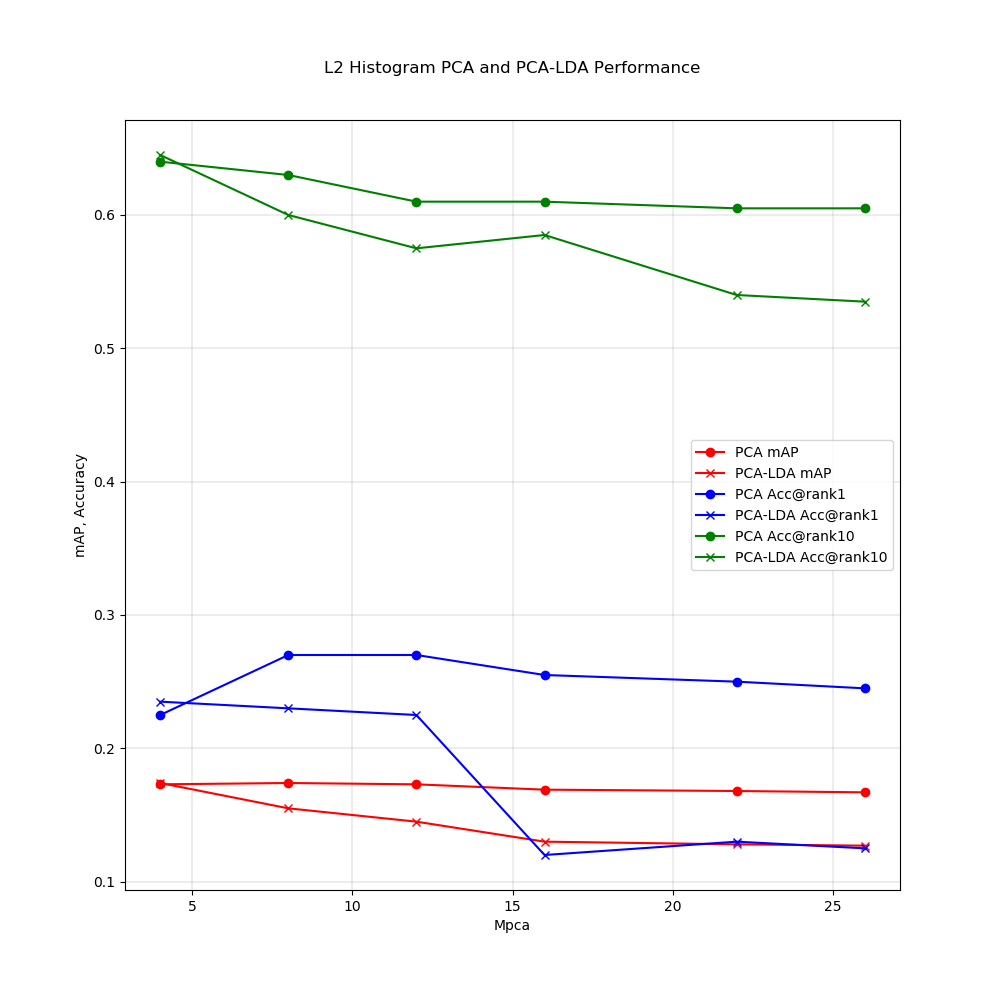 L2 Histogram PCA and PCA-LDA Performance
mAP, Accuracy
0.6
0.5
0.4
0.3
0.2
0.1
PCA mAP
PCA-LDA mAP
PCA Acc@rank1
PCA-LDA Acc@rank1
PCA Acc@rank10
PCA-LDA Acc@rank10
5 10 15 20 25
Mpca